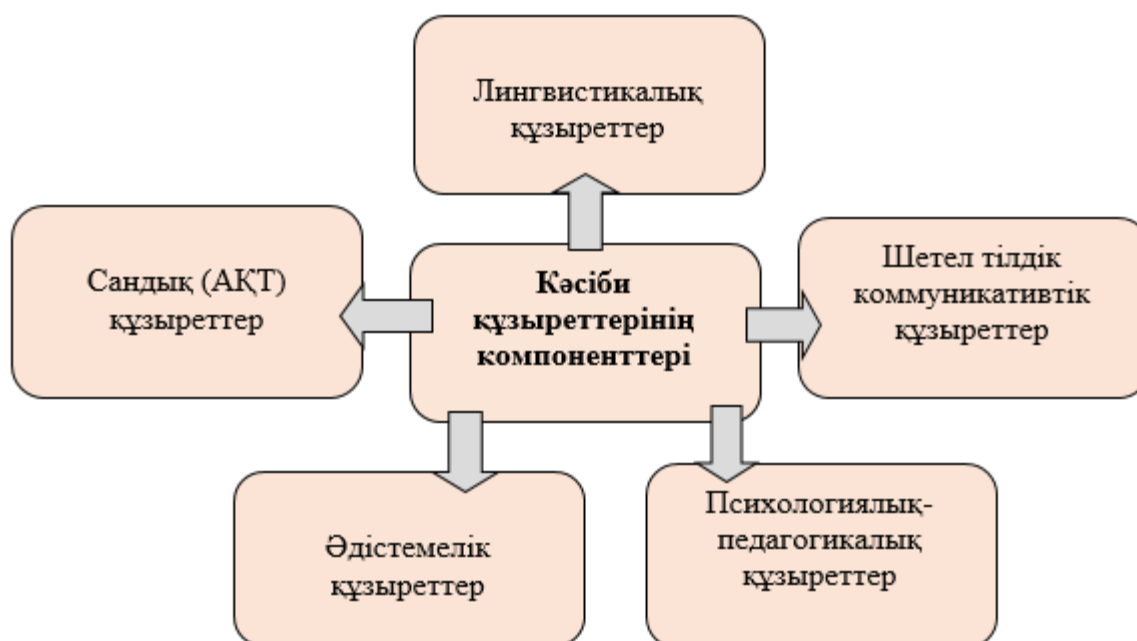 Лингвистикалық
құзыреттер
Сандық (АҚТ)
құзыреттер
Кәсіби
құзыреттерінің
компоненттері
Шетел тілдік
коммуникативтік
құзыреттер
Әдістемелік
құзыреттер
Психологиялық-
педагогикалық
құзыреттер